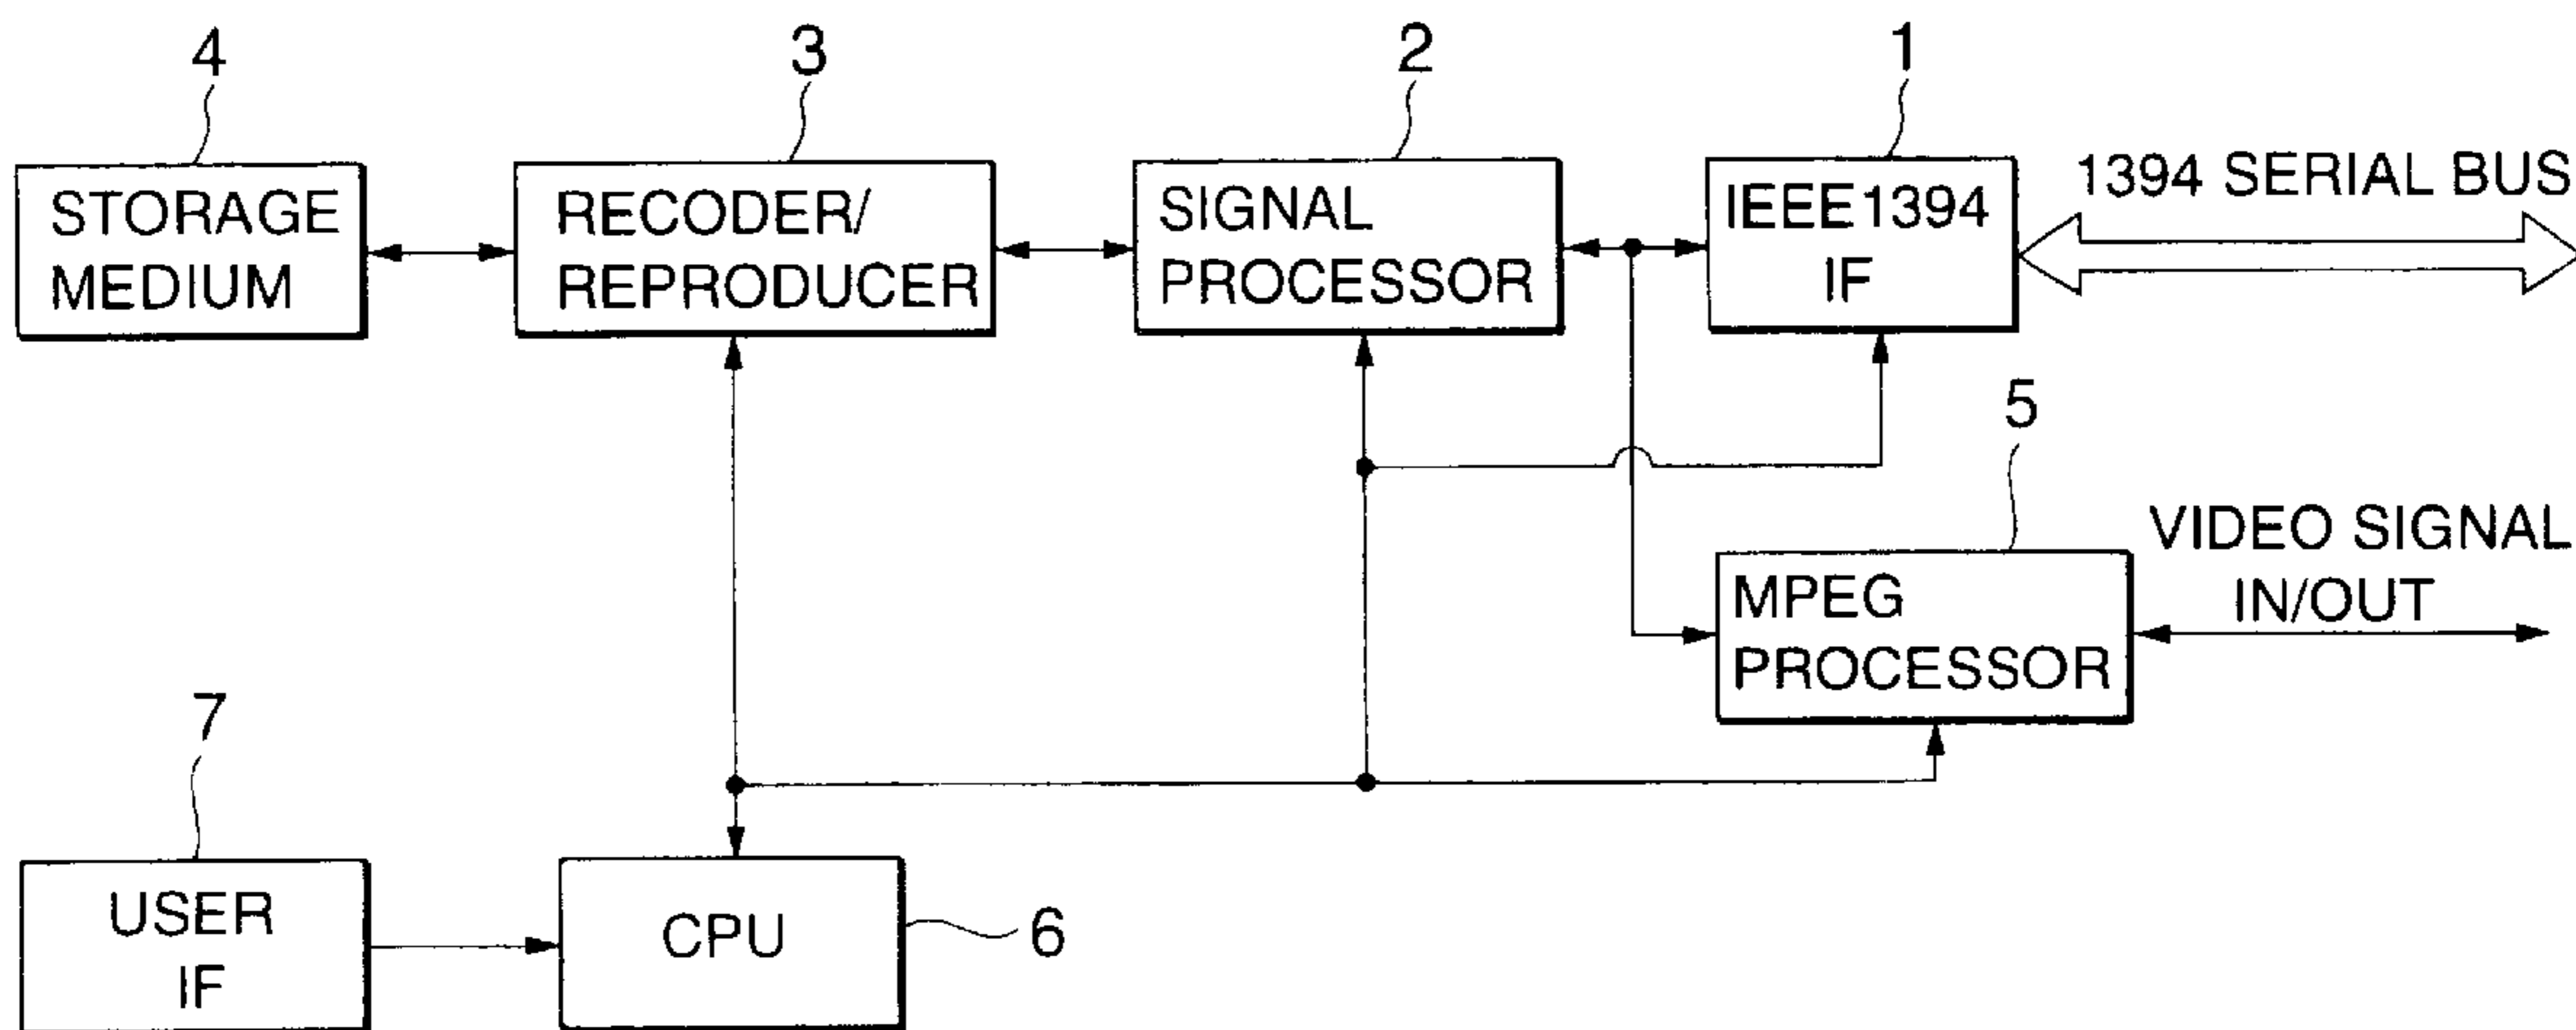 4
3
2
1
STORAGE
MEDIUM
RECODER/
REPRODUCER
SIGNAL
PROCESSOR
IEEE1394
IF
1394 SERIAL BUS
5
MPEG
PROCESSOR
VIDEO SIGNAL
IN/OUT
7
USER
IF
CPU
6